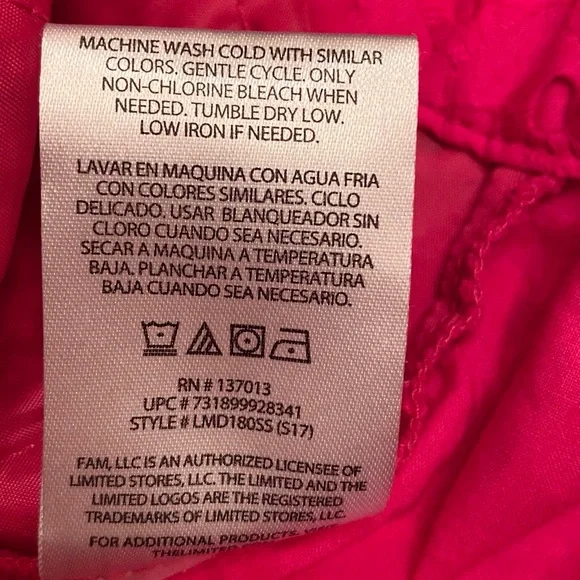 MACHINE WASH COLD WITH SIMILAR
COLORS. GENTLE CYCLE. ONLY
NON-CHLORINE BLEACH WHEN
NEEDED. TUMBLE DRY LOW.
LOW IRON IF NEEDED.
LAVAR EN MAQUINA CON AGUA FRIA
CON COLORES SIMILARES. CICLO
DELICADO. USAR BLANQUEADOR SIN
CLORO CUANDO SEA NECESARIO.
SECAR A MAQUINA A TEMPERATURA
BAJA. PLANCHAR A TEMPERATURA
BAJA CUANDO SEA NECESARIO.
RN # 137013
UPC # 731899928341
STYLE # LMD180SS (S17)
FAM, LLC IS AN AUTHORIZED LICENSEE OF
LIMITED STORES, LLC. THE LIMITED AND THE
LIMITED LOGOS ARE THE REGISTERED
TRADEMARKS OF LIMITED STORES, LLC.
FOR ADDITIONAL PRODUCTS,
THELIMITED